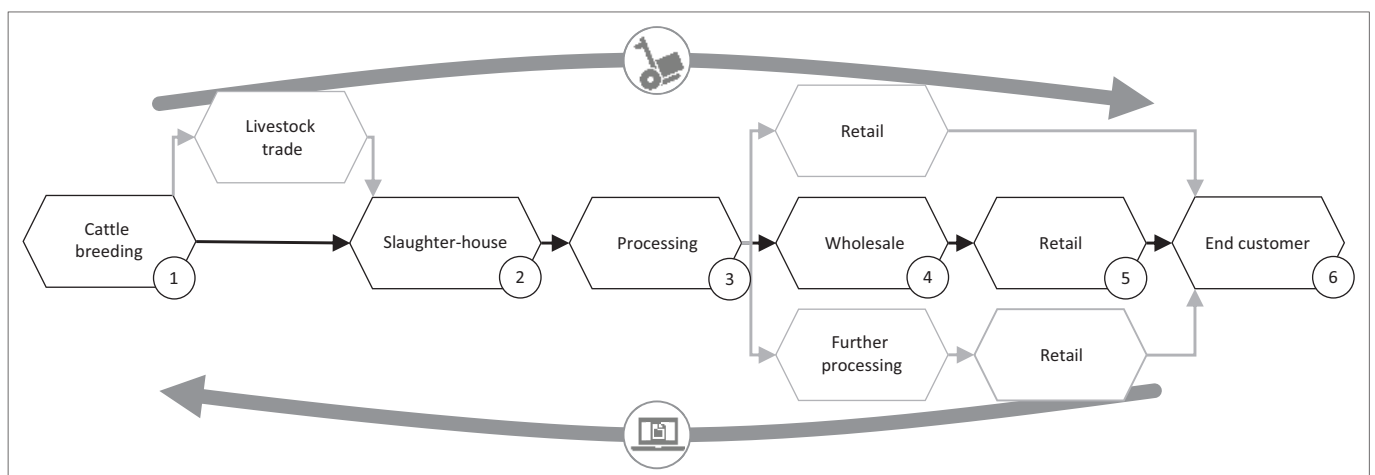 Livestock
trade
Retail
Cattle
breeding
1
Slaughter-house
2
Processing
3
Wholesale
4
Retail
5
End customer
6
Further
processing
Retail